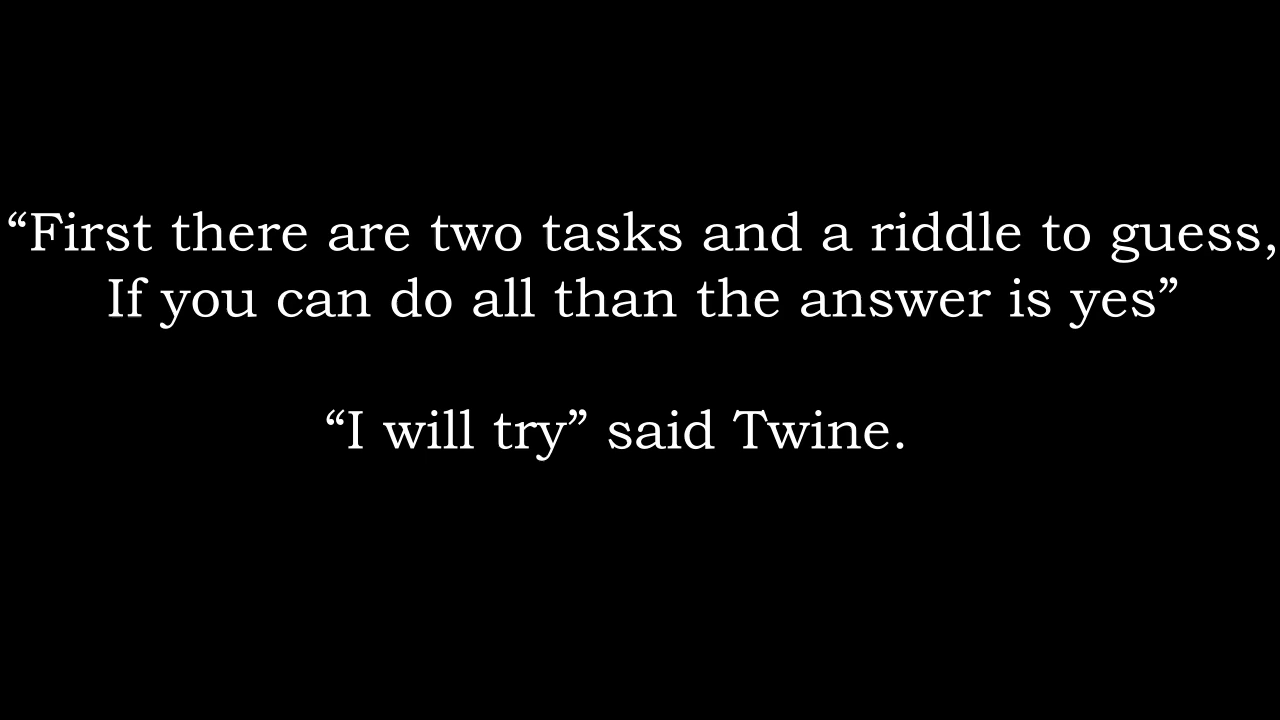 “First there are two tasks and a riddle to guess,
If you can do all than the answer is yes”
“I will try” said Twine.